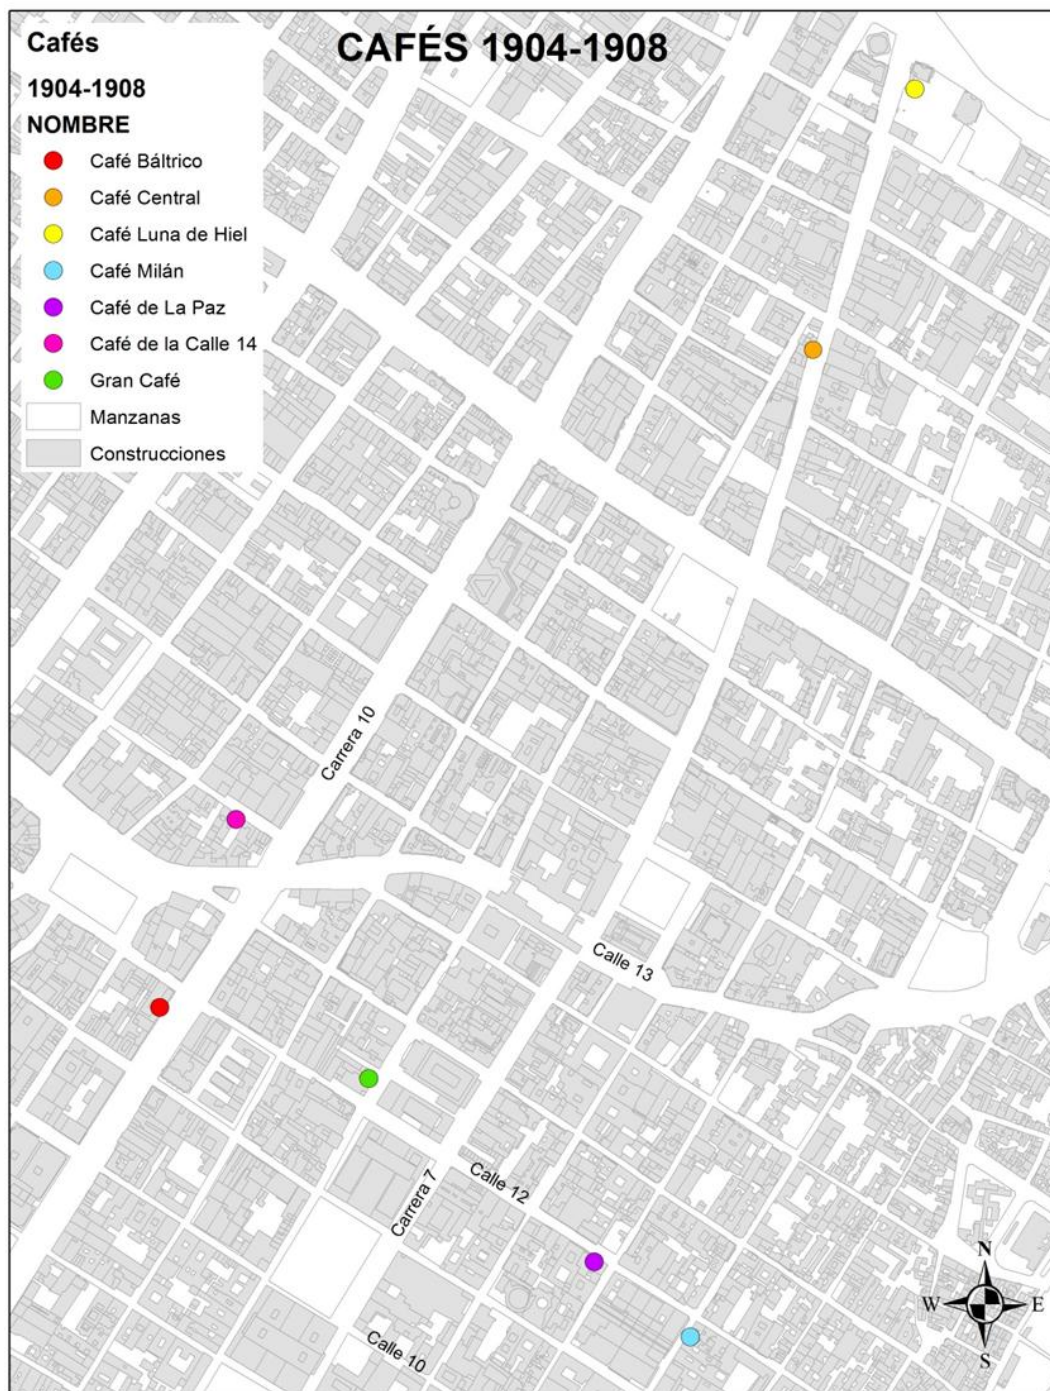 CAFÉS 1904-1908
Cafés
1904-1908
NOMBRE
Café Báltrico
Café Central
Café Luna de Hiel
Café Milán
Café de La Paz
Café de la Calle 14
Gran Café
Manzanas
Construcciones
Carrera 10
Calle 13
Calle 12
Carrera 7
Calle 10
N
W E
S